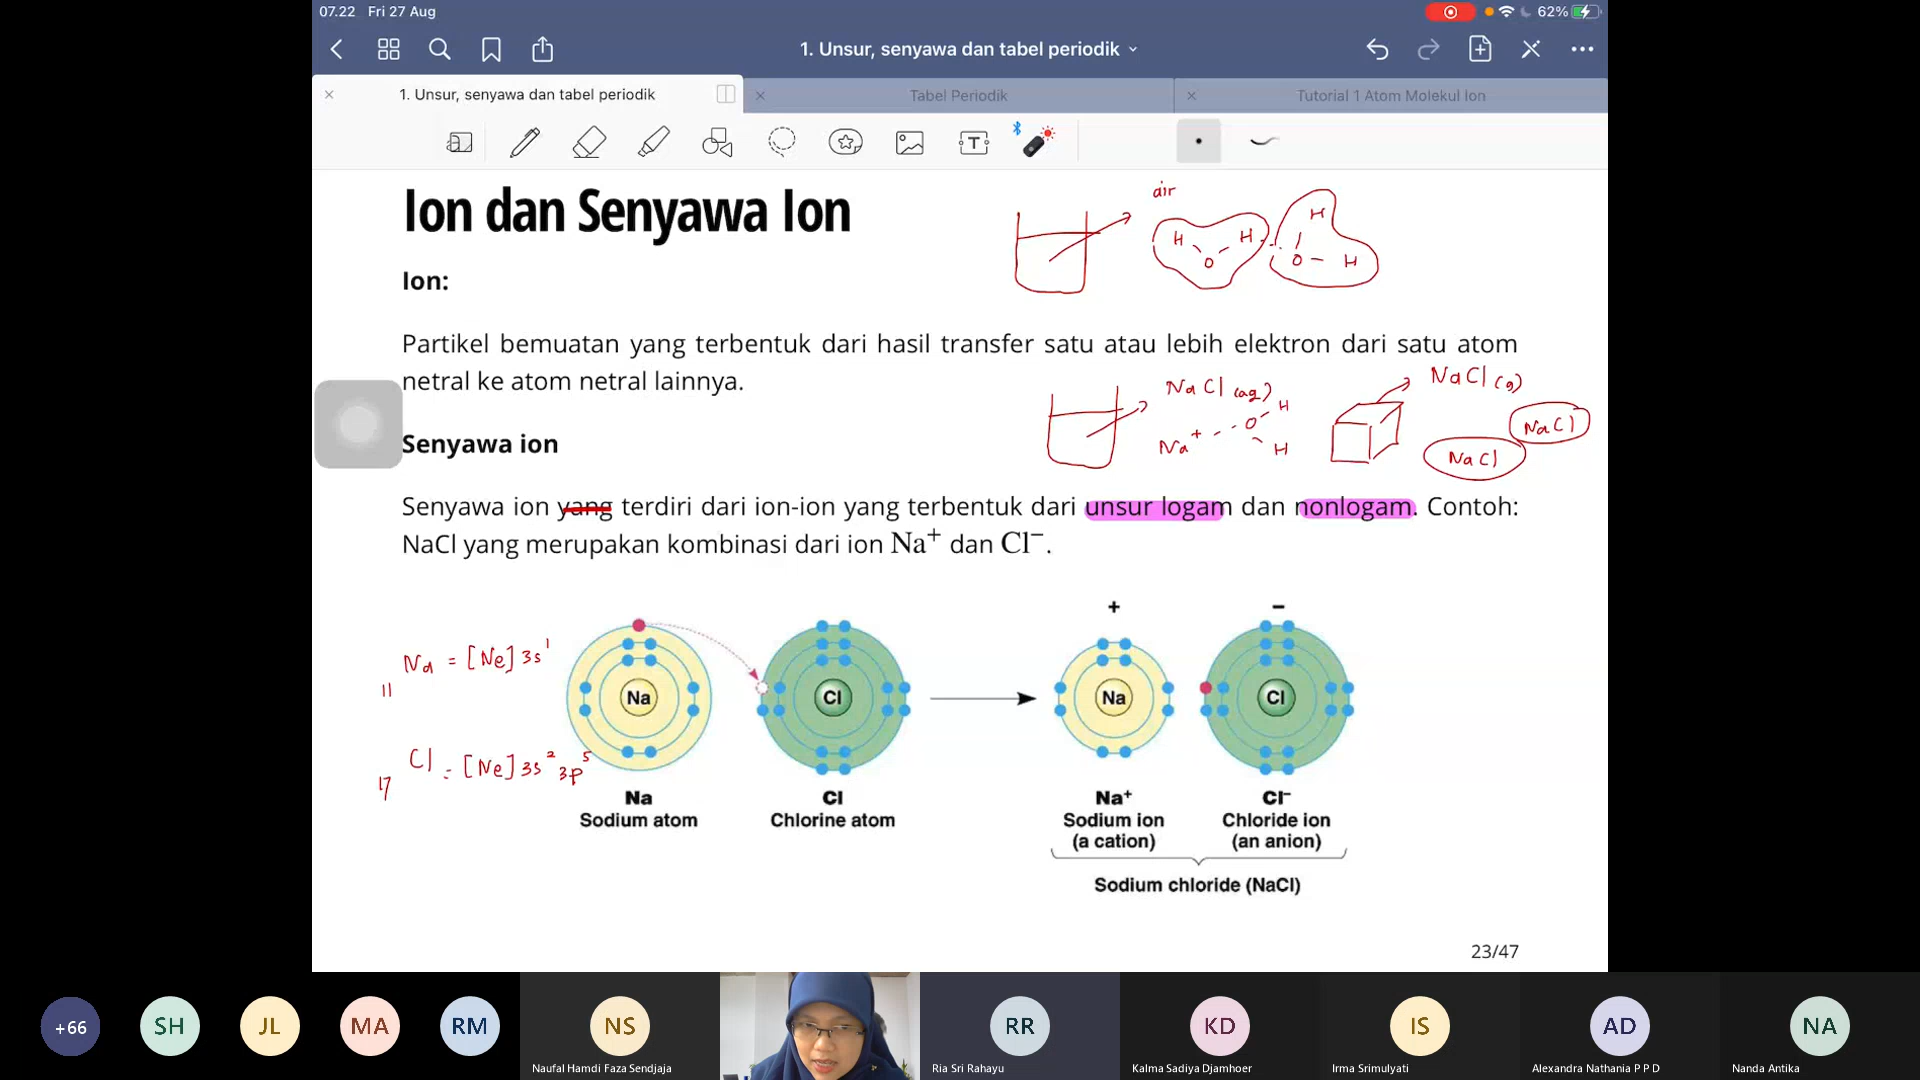 07.22 Fri 27 Aug
62%
1. Unsur, senyawa dan tabel periodik
1. Unsur, senyawa dan tabel periodik
Tabel Periodik
Tutorial 1 Atom Molekul Ion
a
T
Ion dan Senyawa Ion
air
H H
O
H
O H
Ion:
Partikel bemuatan yang terbentuk dari hasil transfer satu atau lebih elektron dari satu atom
netral ke atom netral lainnya.
NaCl (aq)
Na⁺ O H
H
NaCl
NaCl
NaCl
Senyawa ion
Senyawa ion yang terdiri dari ion-ion yang terbentuk dari unsur logam dan nonlogam. Contoh:
NaCl yang merupakan kombinasi dari ion Na⁺ dan Cl⁻.
11 Na = [Ne] 3s¹
17 Cl = [Ne] 3s² 3p⁵
+ −
Na Cl Na Cl
Na Cl Na⁺ Cl⁻
Sodium atom Chlorine atom Sodium ion Chloride ion
(a cation) (an anion)
Sodium chloride (NaCl)
23/47
+66 SH JL MA RM NS RR KD IS AD NA
Naufal Hamdi Faza Sendjaja Ria Sri Rahayu Kalma Sadiya Djamhoer Irma Srimulyati Alexandra Nathania P P D Nanda Antika